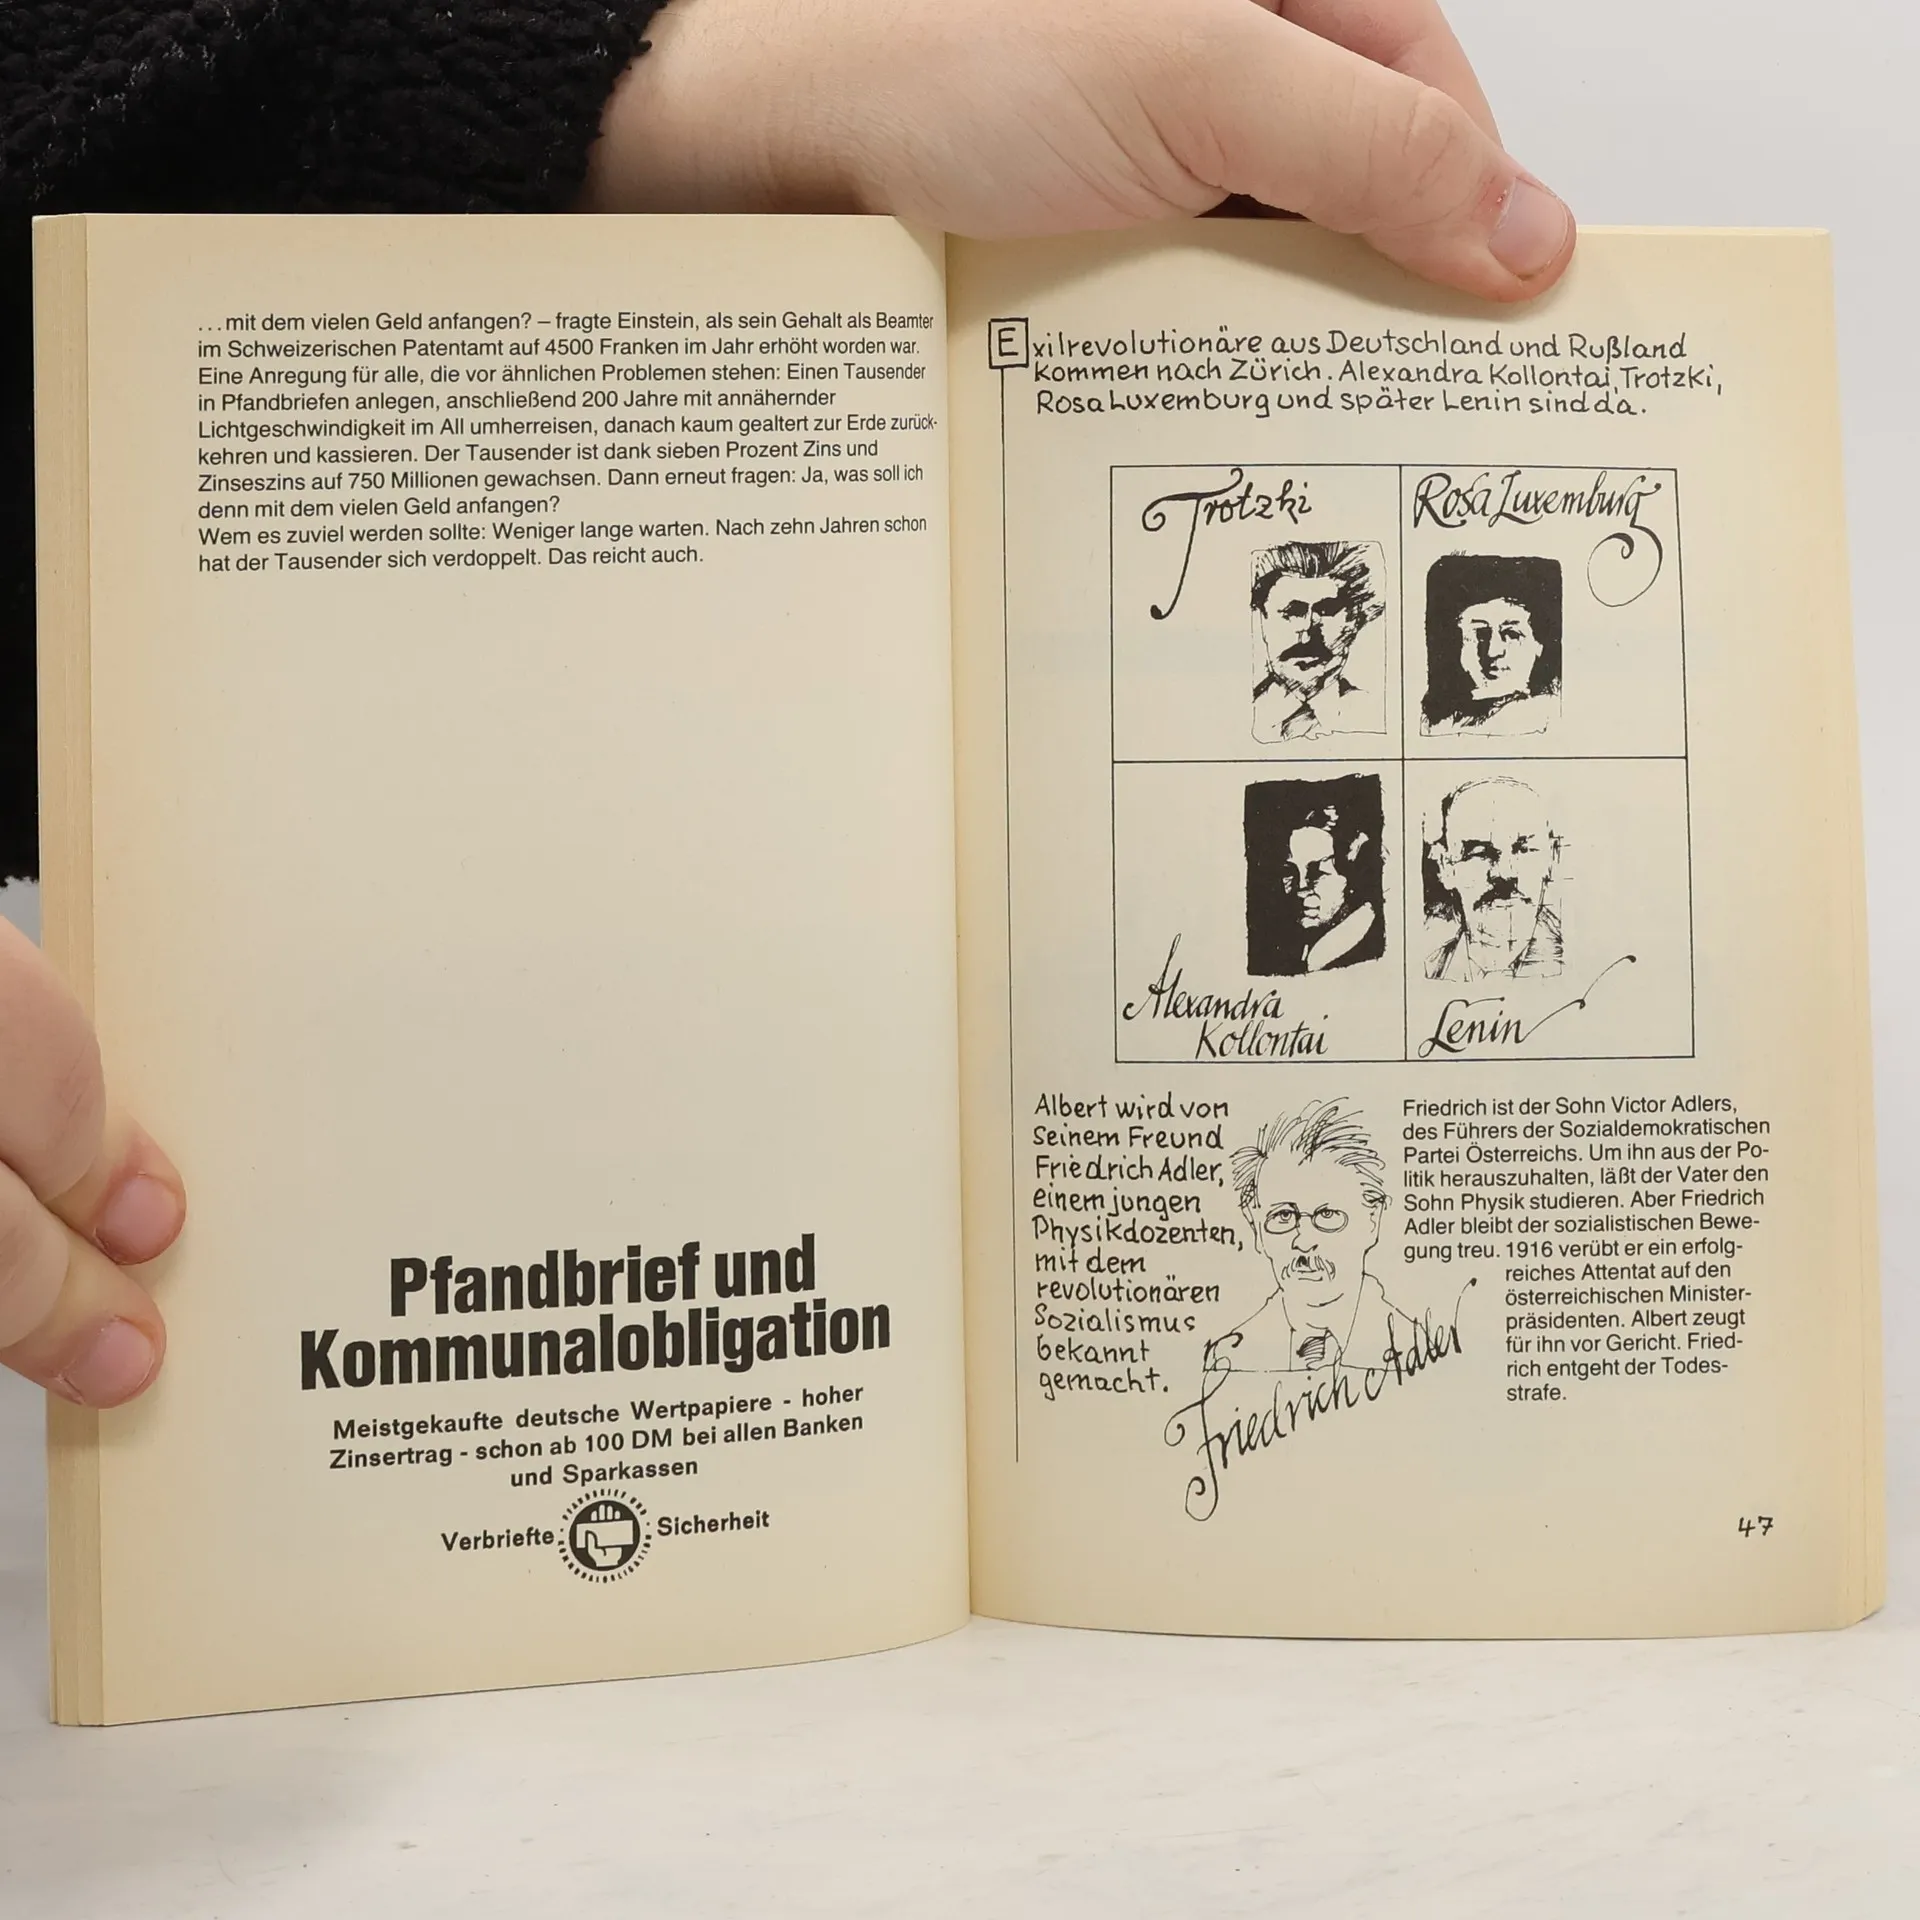 ...mit dem vielen Geld anfangen? – fragte Einstein, als sein Gehalt als Beamter
im Schweizerischen Patentamt auf 4500 Franken im Jahr erhöht worden war.
Eine Anregung für alle, die vor ähnlichen Problemen stehen: Einen Tausender
in Pfandbriefen anlegen, anschließend 200 Jahre mit annähernder
Lichtgeschwindigkeit im All umherreisen, danach kaum gealtert zur Erde zurück-
kehren und kassieren. Der Tausender ist dank sieben Prozent Zins und
Zinseszins auf 750 Millionen gewachsen. Dann erneut fragen: Ja, was soll ich
denn mit dem vielen Geld anfangen?
Wem es zuviel werden sollte: Weniger lange warten. Nach zehn Jahren schon
hat der Tausender sich verdoppelt. Das reicht auch.
Pfandbrief und
Kommunalobligation
Meistgekaufte deutsche Wertpapiere - hoher
Zinsertrag - schon ab 100 DM bei allen Banken
und Sparkassen
Verbriefte Sicherheit
PFANDBRIEF UND
KOMMUNALOBLIGATION
Exilrevolutionäre aus Deutschland und Rußland
kommen nach Zürich. Alexandra Kollontai, Trotzki,
Rosa Luxemburg und später Lenin sind da.
Trotzki
Rosa Luxemburg
Alexandra
Kollontai
Lenin
Albert wird von
seinem Freund
Friedrich Adler,
einem jungen
Physikdozenten,
mit dem
revolutionären
Sozialismus
bekannt
gemacht.
Friedrich Adler
Friedrich ist der Sohn Victor Adlers,
des Führers der Sozialdemokratischen
Partei Österreichs. Um ihn aus der Po-
litik herauszuhalten, läßt der Vater den
Sohn Physik studieren. Aber Friedrich
Adler bleibt der sozialistischen Bewe-
gung treu. 1916 verübt er ein erfolg-
reiches Attentat auf den
österreichischen Minister-
präsidenten. Albert zeugt
für ihn vor Gericht. Fried-
rich entgeht der Todes-
strafe.
47